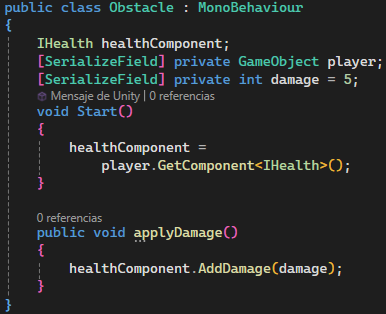 public class Obstacle : MonoBehaviour
{
IHealth healthComponent;
[SerializeField] private GameObject player;
[SerializeField] private int damage = 5;
Mensaje de Unity | 0 referencias
void Start()
{
healthComponent =
player.GetComponent<IHealth>();
}
0 referencias
public void applyDamage()
{
healthComponent.AddDamage(damage);
}
}